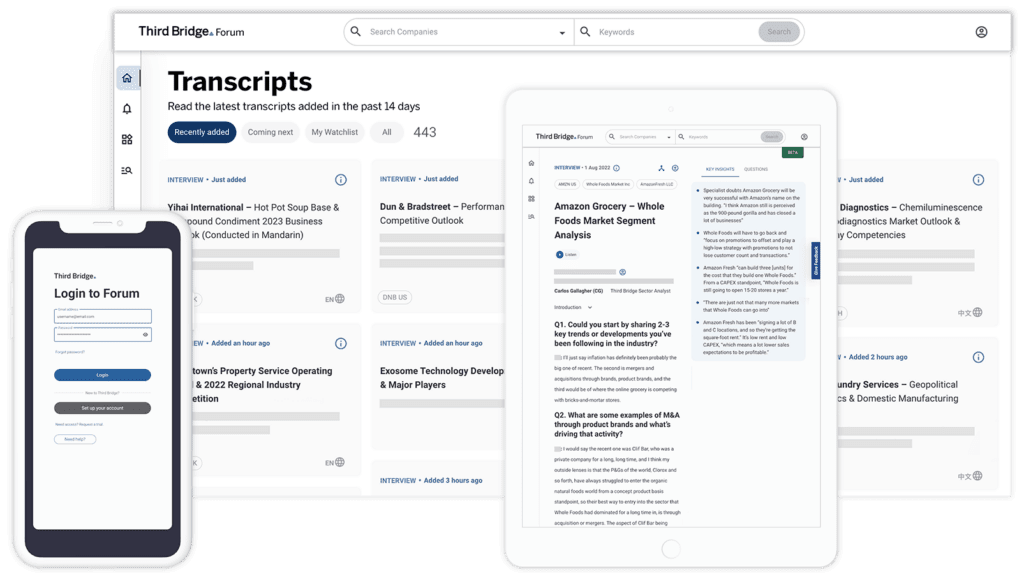 Third Bridge. Forum
Search Companies
Keywords
Search
Transcripts
Read the latest transcripts added in the past 14 days
Recently added
Coming next
My Watchlist
All
443
INTERVIEW • Just added
Yihai International – Hot Pot Soup Base &
ound Condiment 2023 Business
ok (Conducted in Mandarin)
EN
INTERVIEW • Just added
Dun & Bradstreet – Performan
Competitive Outlook
DNB US
Just added
Diagnostics – Chemiluminescence
odiagnostics Market Outlook &
y Competencies
H
中文
EW • Added an hour ago
town's Property Service Operating
l & 2022 Regional Industry
petition
K
EN
INTERVIEW • Added an hour ago
Exosome Technology Develop
& Major Players
INTERVIEW • Added 3 hours ago
• Added 2 hours ago
undry Services – Geopolitical
cs & Domestic Manufacturing
中文
Third Bridge.
Login to Forum
Email address
username@email.com
Password
Forgot password?
Login
New to Third Bridge?
Set up your account
Need account? Request a trial
Need help?
Third Bridge. Forum
Search Companies
Keywords
Search
INTERVIEW • 1 Aug 2022
AMZN US
Whole Foods Market Inc
AmazonFresh LLC
Amazon Grocery – Whole
Foods Market Segment
Analysis
Listen
Carlos Gallagher (CG) Third Bridge Sector Analyst
Introduction
Q1. Could you start by sharing 2-3
key trends or developments you've
been following in the industry?
I'll just say inflation has definitely been probably the
big one of recent. The second is mergers and
acquisitions through brands, product brands, and the
third would be of where the online grocery is competing
with bricks-and-mortar stores.
Q2. What are some examples of M&A
through product brands and what's
driving that activity?
I would say the recent one was Clif Bar, who was a
private company for a long, long time, and I think my
outside lenses is that the P&Gs of the world, Clorox and
so forth, have always struggled to enter the organic
natural foods world from a concept product basis
standpoint, so their best way to entry into the sector that
Whole Foods had dominated for a long time in, is through
acquisition or mergers. The aspect of Clif Bar being
KEY INSIGHTS
QUESTIONS
Specialist doubts Amazon Grocery will be
very successful with Amazon's name on the
building. "I think Amazon still is perceived
as the 900-pound gorilla and has closed a
lot of businesses"
Whole Foods will have to go back and
"focus on promotions to offset and play a
high-level strategy with promotions to not
lose customer count and transactions."
Amazon Fresh "can build three [units] for
the cost that they build one Whole Foods."
From a CAPEX standpoint, "Whole Foods is
still going to open 15-20 stores a year."
"There are just not that many more markets
that Whole Foods can go into"
Amazon Fresh has been "signing a lot of B
and C locations, and so they're getting the
square-foot rent." It's low rent and low
CAPEX, "which means a lot lower sales
expectations to be profitable."
Give Feedback